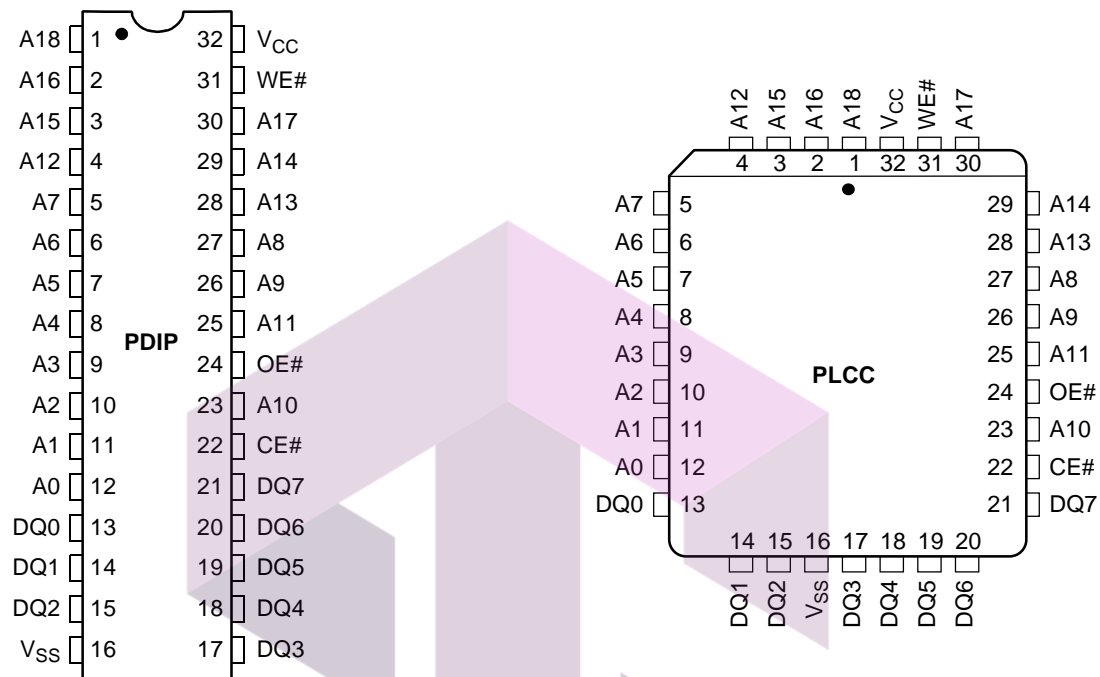 A18 1 32 VCC
A16 2 31 WE#
A15 3 30 A17
A12 4 29 A14
A7 5 28 A13
A6 6 27 A8
A5 7 26 A9
A4 8 25 A11
PDIP
A3 9 24 OE#
A2 10 23 A10
A1 11 22 CE#
A0 12 21 DQ7
DQ0 13 20 DQ6
DQ1 14 19 DQ5
DQ2 15 18 DQ4
VSS 16 17 DQ3
A12 A15 A16 A18 VCC WE# A17
4 3 2 1 32 31 30
A7 5 29 A14
A6 6 28 A13
A5 7 27 A8
A4 8 26 A9
A3 9 25 A11
PLCC
A2 10 24 OE#
A1 11 23 A10
A0 12 22 CE#
DQ0 13 21 DQ7
14 15 16 17 18 19 20
DQ1 DQ2 VSS DQ3 DQ4 DQ5 DQ6